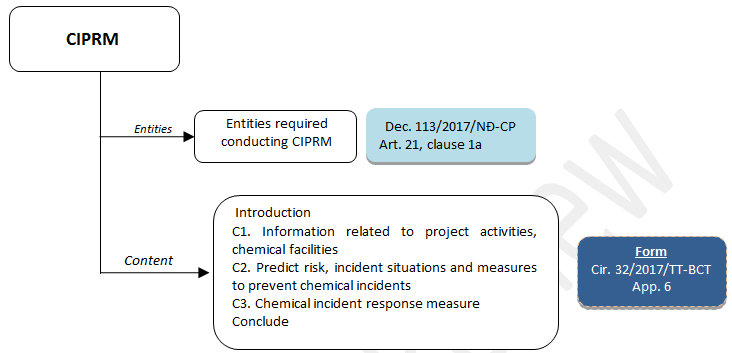 CIPRM
Entities
Entities required
conducting CIPRM
Dec. 113/2017/NĐ-CP
Art. 21, clause 1a
Content
Introduction
C1. Information related to project activities,
chemical facilities
C2. Predict risk, incident situations and measures
to prevent chemical incidents
C3. Chemical incident response measure
Conclude
Form
Cir. 32/2017/TT-BCT
App. 6